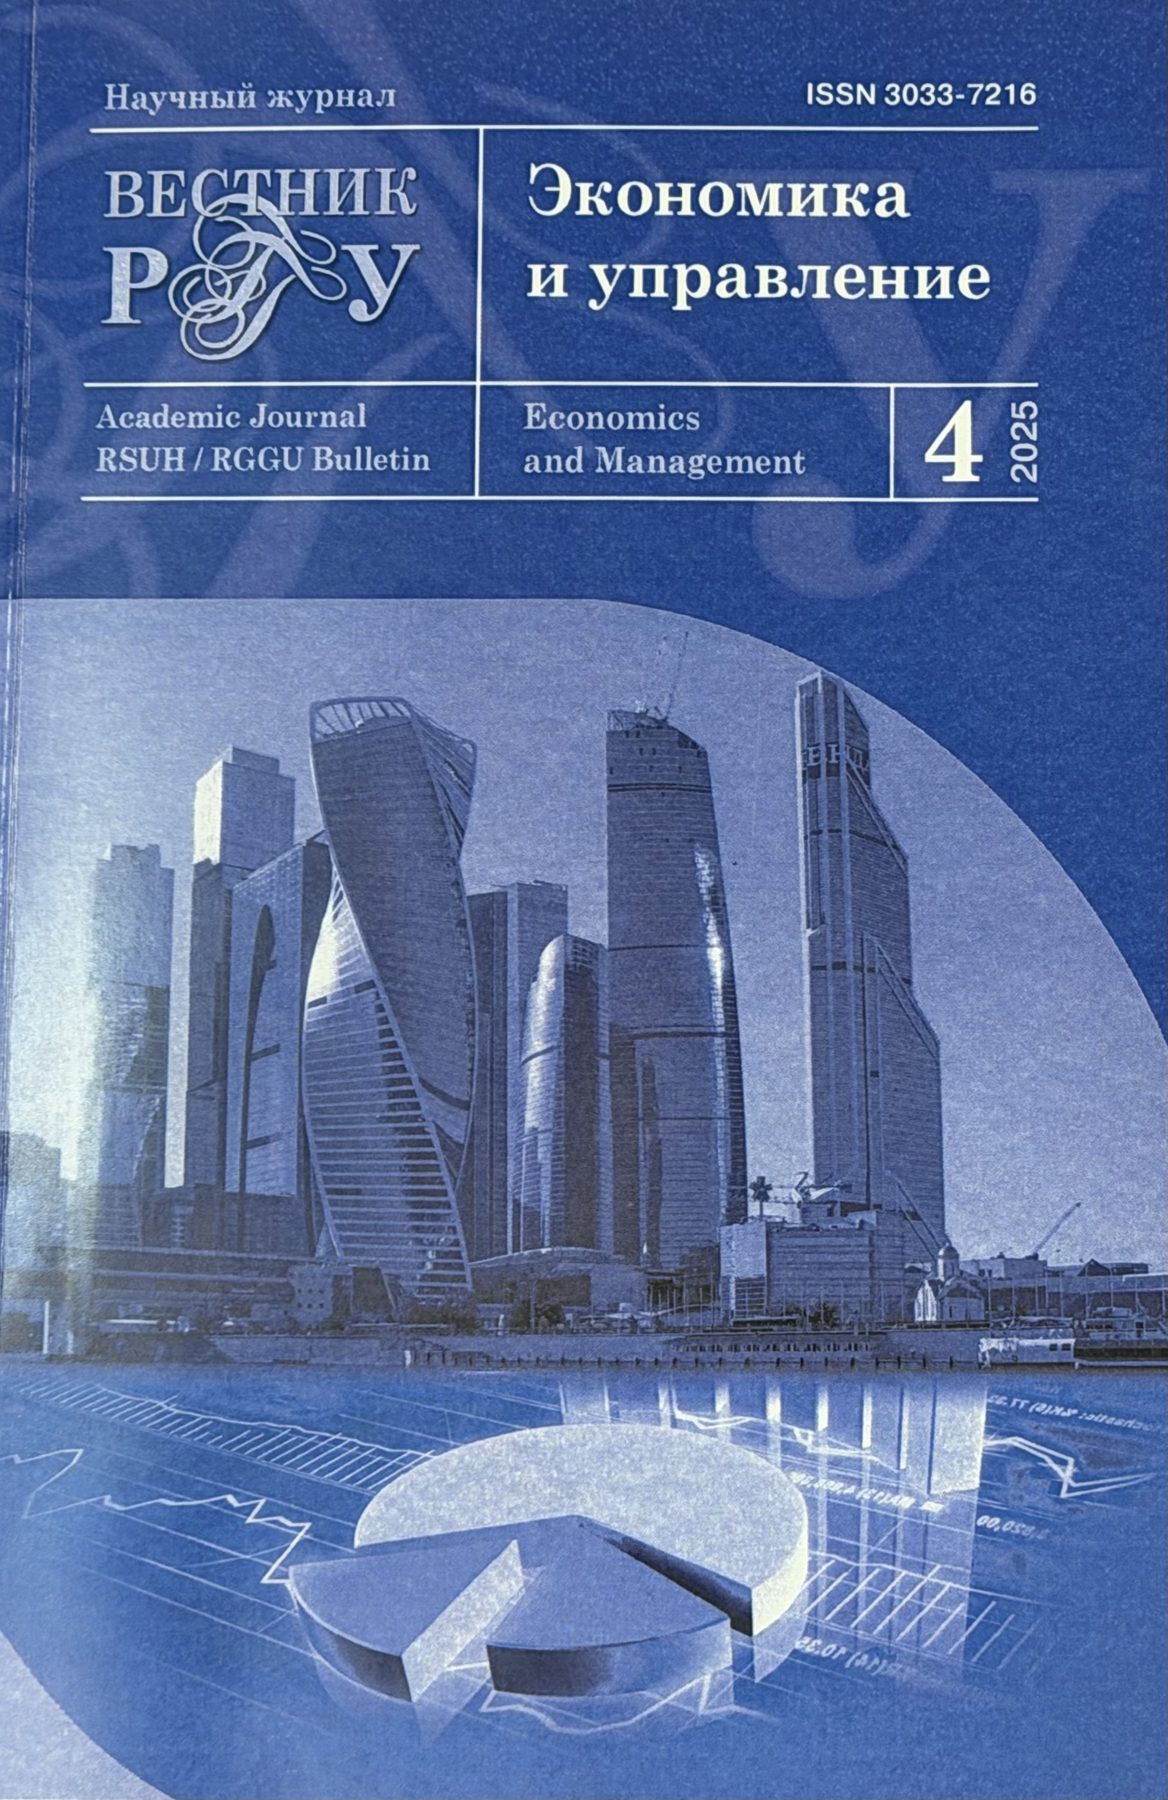 Научный журнал
ISSN 3033-7216
ВЕСТНИК
РГГУ
Экономика
и управление
Academic Journal
RSUH / RGGU Bulletin
Economics
and Management
4
2025